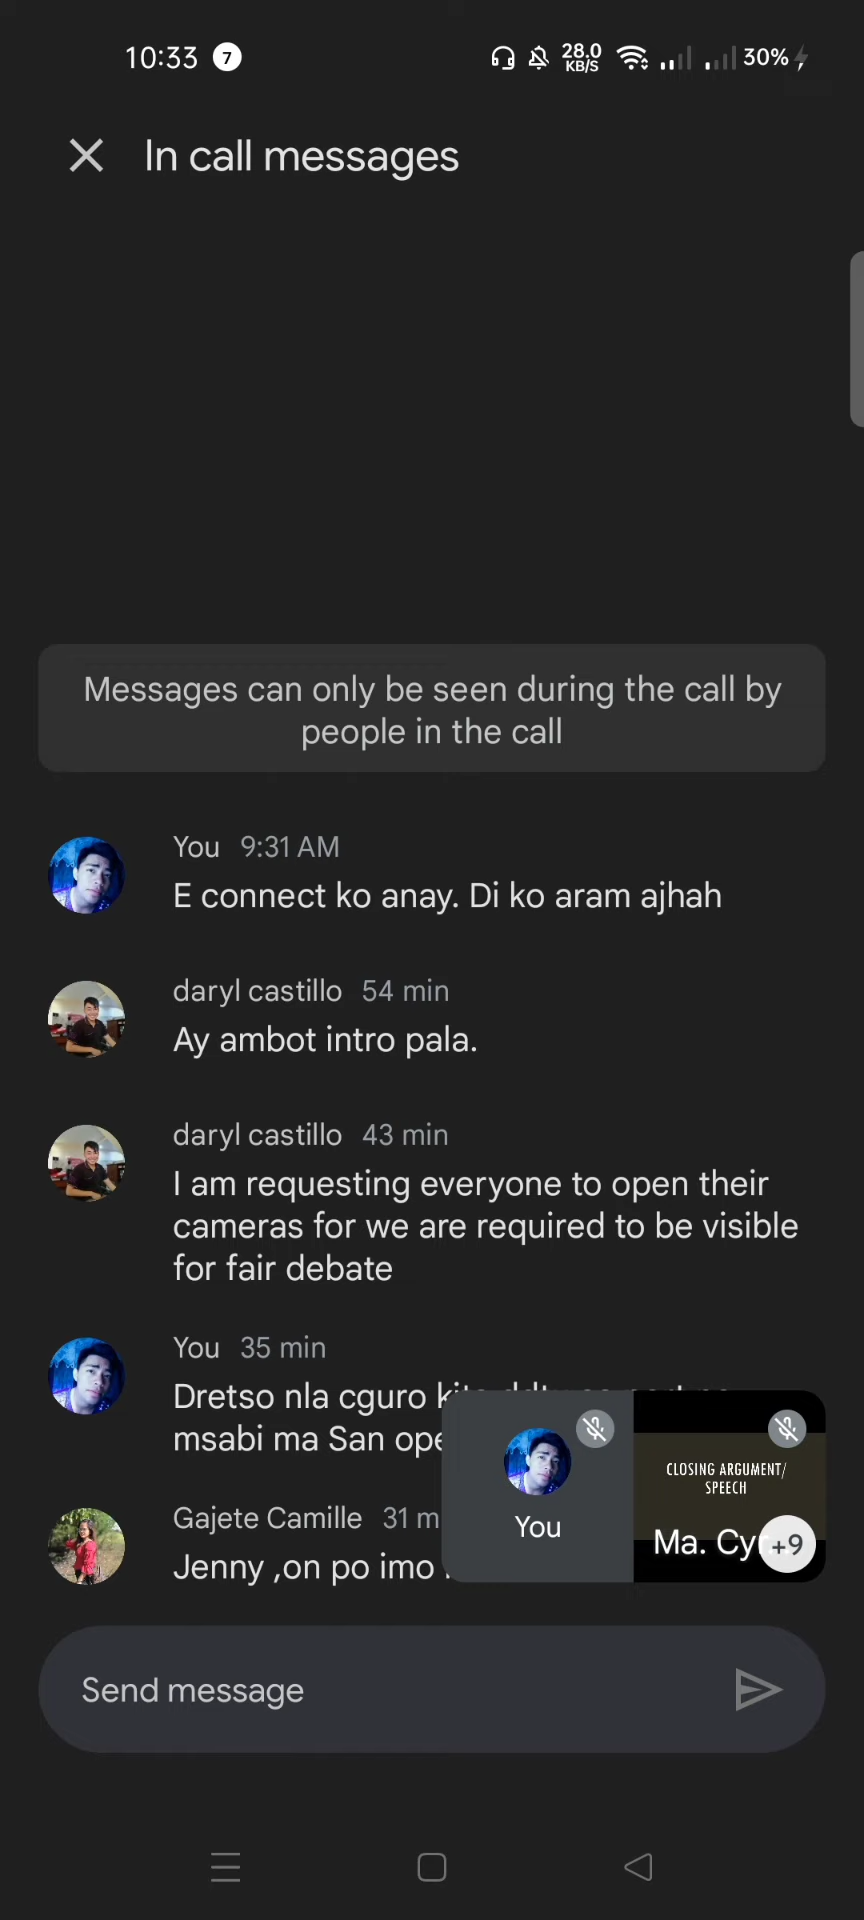 10:33 7 28.0 KB/S 30%
In call messages
Messages can only be seen during the call by
people in the call
You 9:31 AM
E connect ko anay. Di ko aram ajhah
daryl castillo 54 min
Ay ambot intro pala.
daryl castillo 43 min
I am requesting everyone to open their
cameras for we are required to be visible
for fair debate
You 35 min
Dretso nla cguro
msabi ma San
Gajete Camille 31 m
Jenny ,on po imo
You
CLOSING ARGUMENT/
SPEECH
Ma. Cyr
+9
Send message